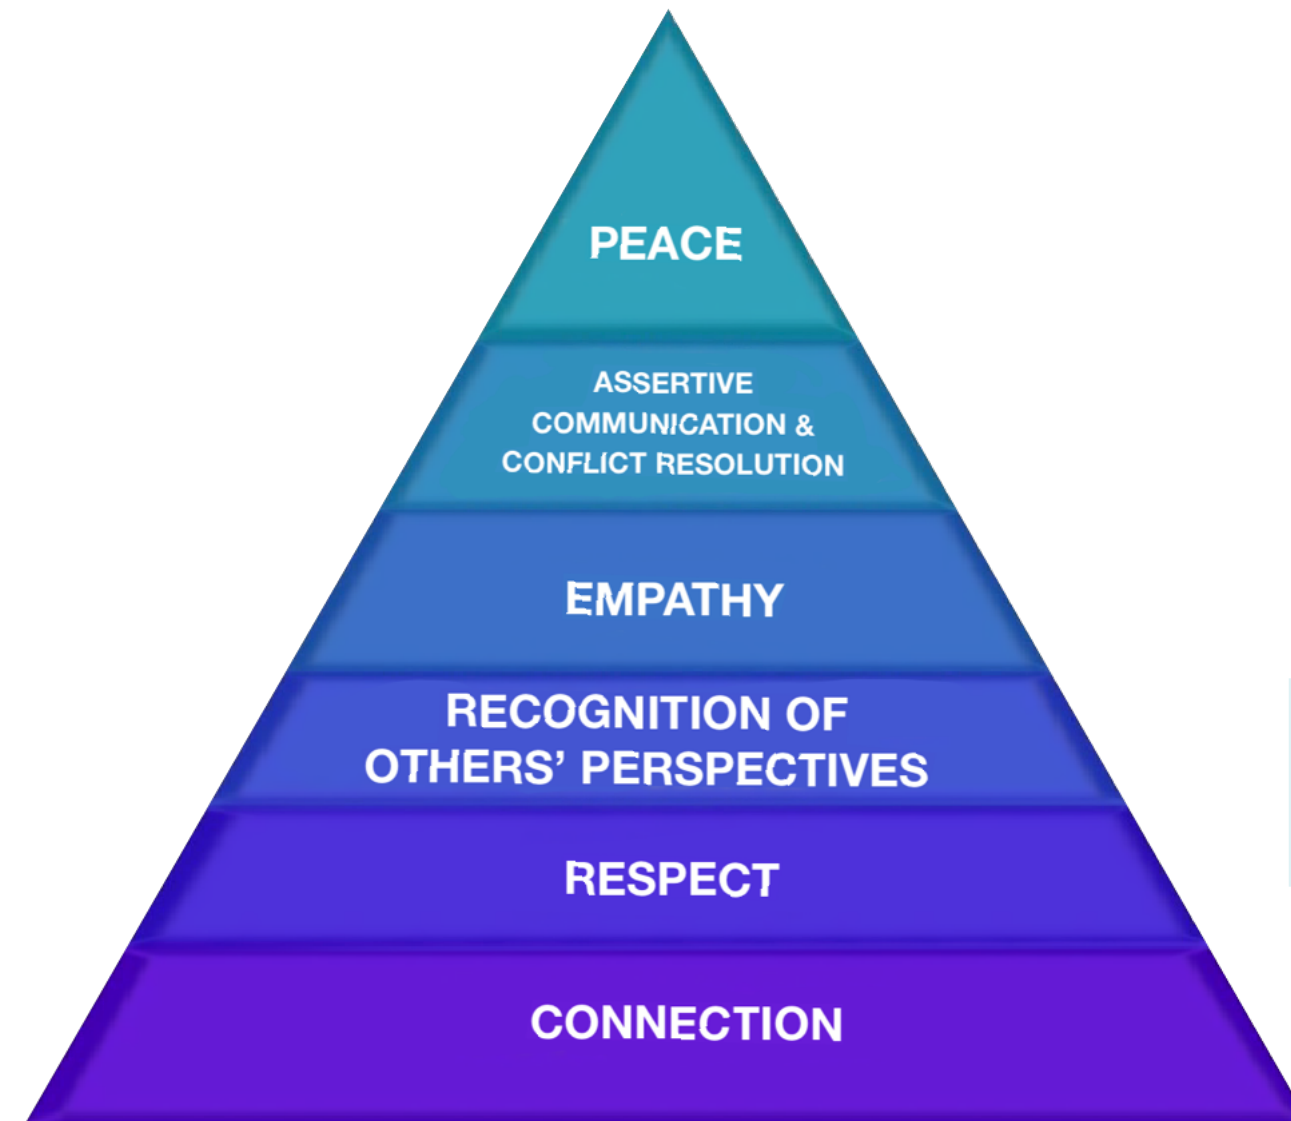 PEACE
ASSERTIVE
COMMUNICATION &
CONFLICT RESOLUTION
EMPATHY
RECOGNITION OF
OTHERS’ PERSPECTIVES
RESPECT
CONNECTION